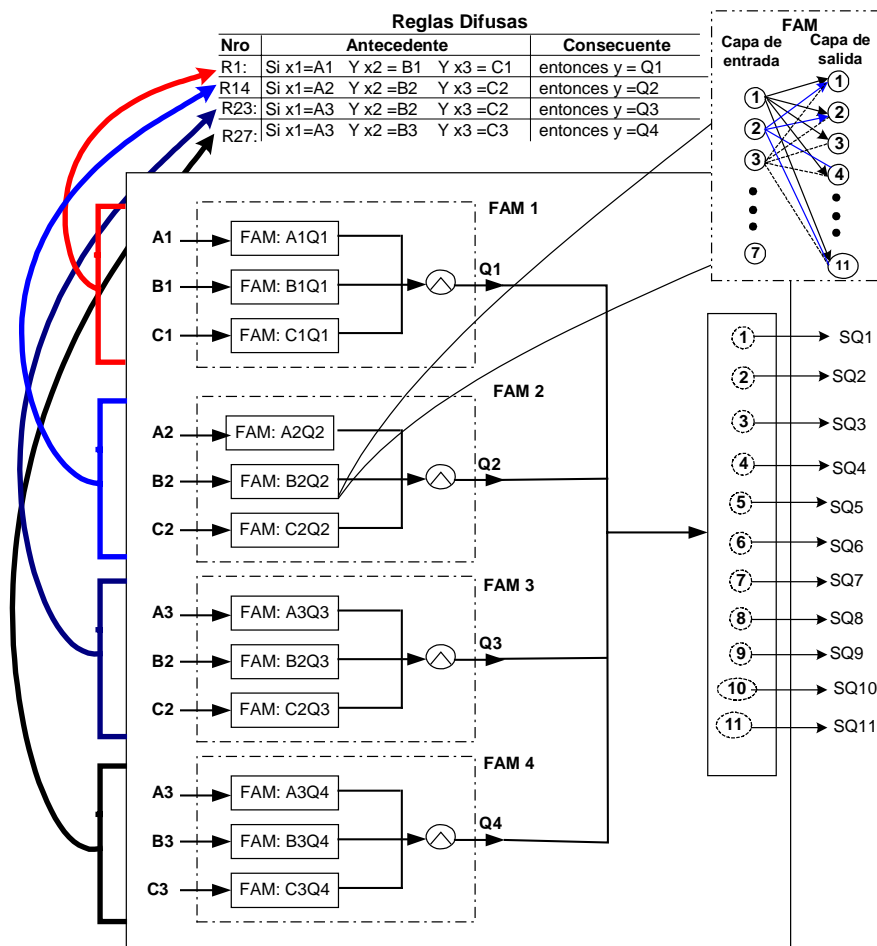 Reglas Difusas
Nro Antecedente Consecuente
R1: Si x1=A1 Y x2 = B1 Y x3 = C1 entonces y = Q1
R14 Si x1=A2 Y x2 =B2 Y x3 =C2 entonces y =Q2
R23: Si x1=A3 Y x2 =B2 Y x3 =C2 entonces y =Q3
R27: Si x1=A3 Y x2 =B3 Y x3 =C3 entonces y =Q4
FAM
Capa de entrada
Capa de salida
1
2
3
7
1
2
3
4
11
FAM 1
A1 FAM: A1Q1
B1 FAM: B1Q1
C1 FAM: C1Q1
Q1
FAM 2
A2 FAM: A2Q2
B2 FAM: B2Q2
C2 FAM: C2Q2
Q2
FAM 3
A3 FAM: A3Q3
B2 FAM: B2Q3
C2 FAM: C2Q3
Q3
FAM 4
A3 FAM: A3Q4
B3 FAM: B3Q4
C3 FAM: C3Q4
Q4
1 SQ1
2 SQ2
3 SQ3
4 SQ4
5 SQ5
6 SQ6
7 SQ7
8 SQ8
9 SQ9
10 SQ10
11 SQ11